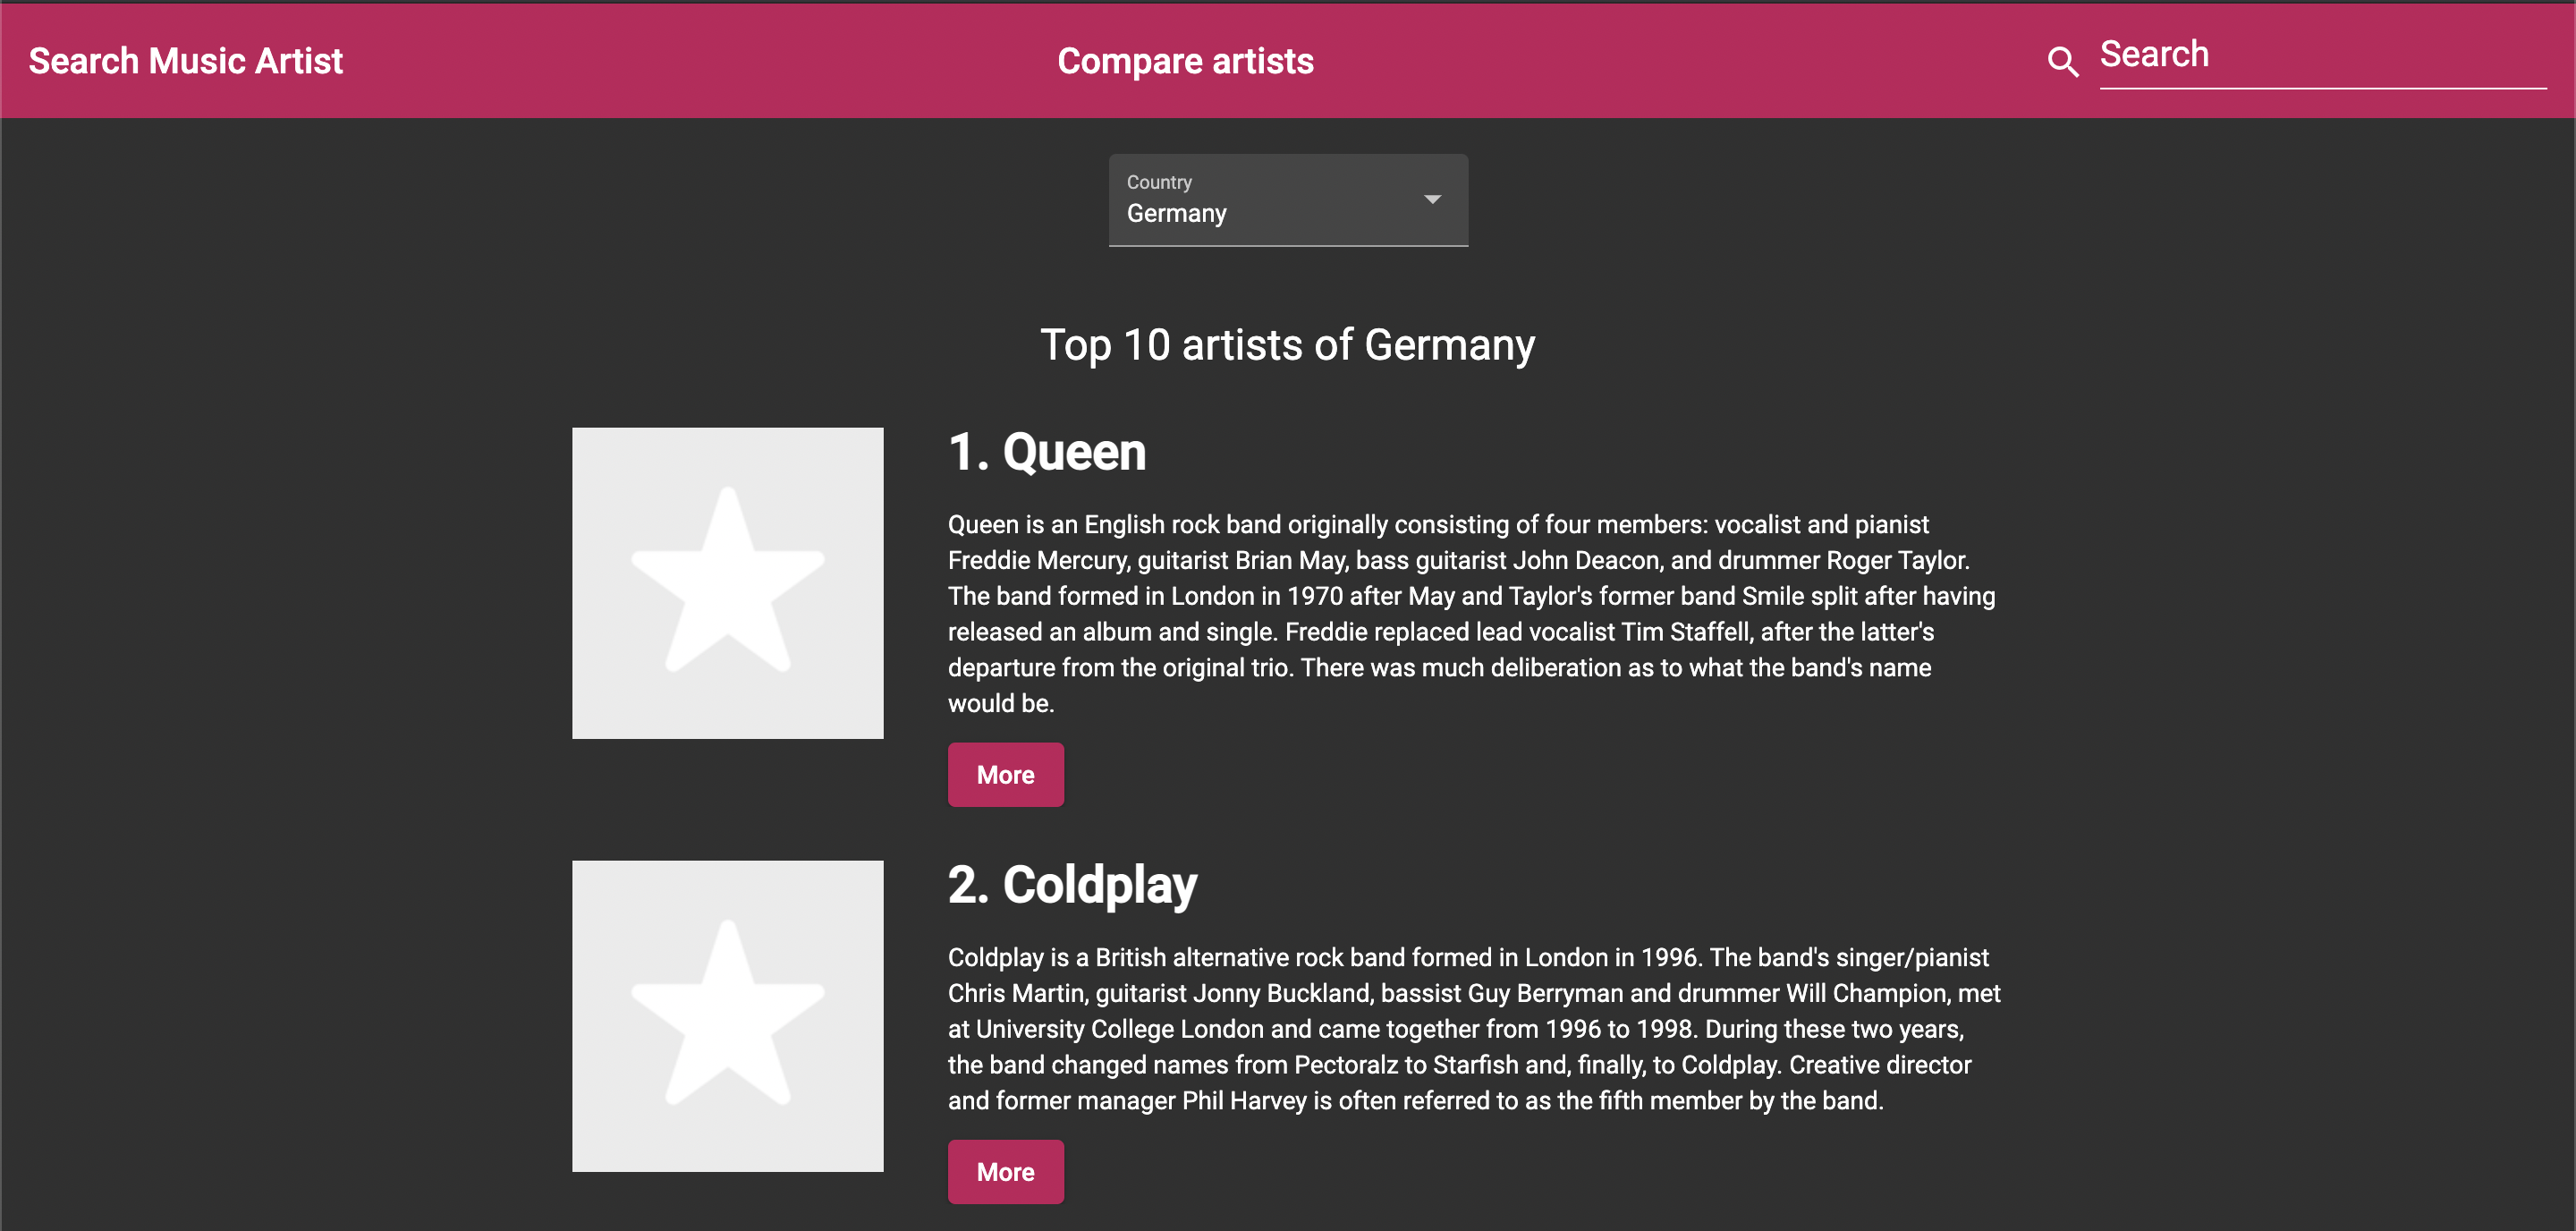 Search Music Artist
Compare artists
Search
Country
Germany
Top 10 artists of Germany
1. Queen
Queen is an English rock band originally consisting of four members: vocalist and pianist
Freddie Mercury, guitarist Brian May, bass guitarist John Deacon, and drummer Roger Taylor.
The band formed in London in 1970 after May and Taylor's former band Smile split after having
released an album and single. Freddie replaced lead vocalist Tim Staffell, after the latter's
departure from the original trio. There was much deliberation as to what the band's name
would be.
More
2. Coldplay
Coldplay is a British alternative rock band formed in London in 1996. The band's singer/pianist
Chris Martin, guitarist Jonny Buckland, bassist Guy Berryman and drummer Will Champion, met
at University College London and came together from 1996 to 1998. During these two years,
the band changed names from Pectoralz to Starfish and, finally, to Coldplay. Creative director
and former manager Phil Harvey is often referred to as the fifth member by the band.
More